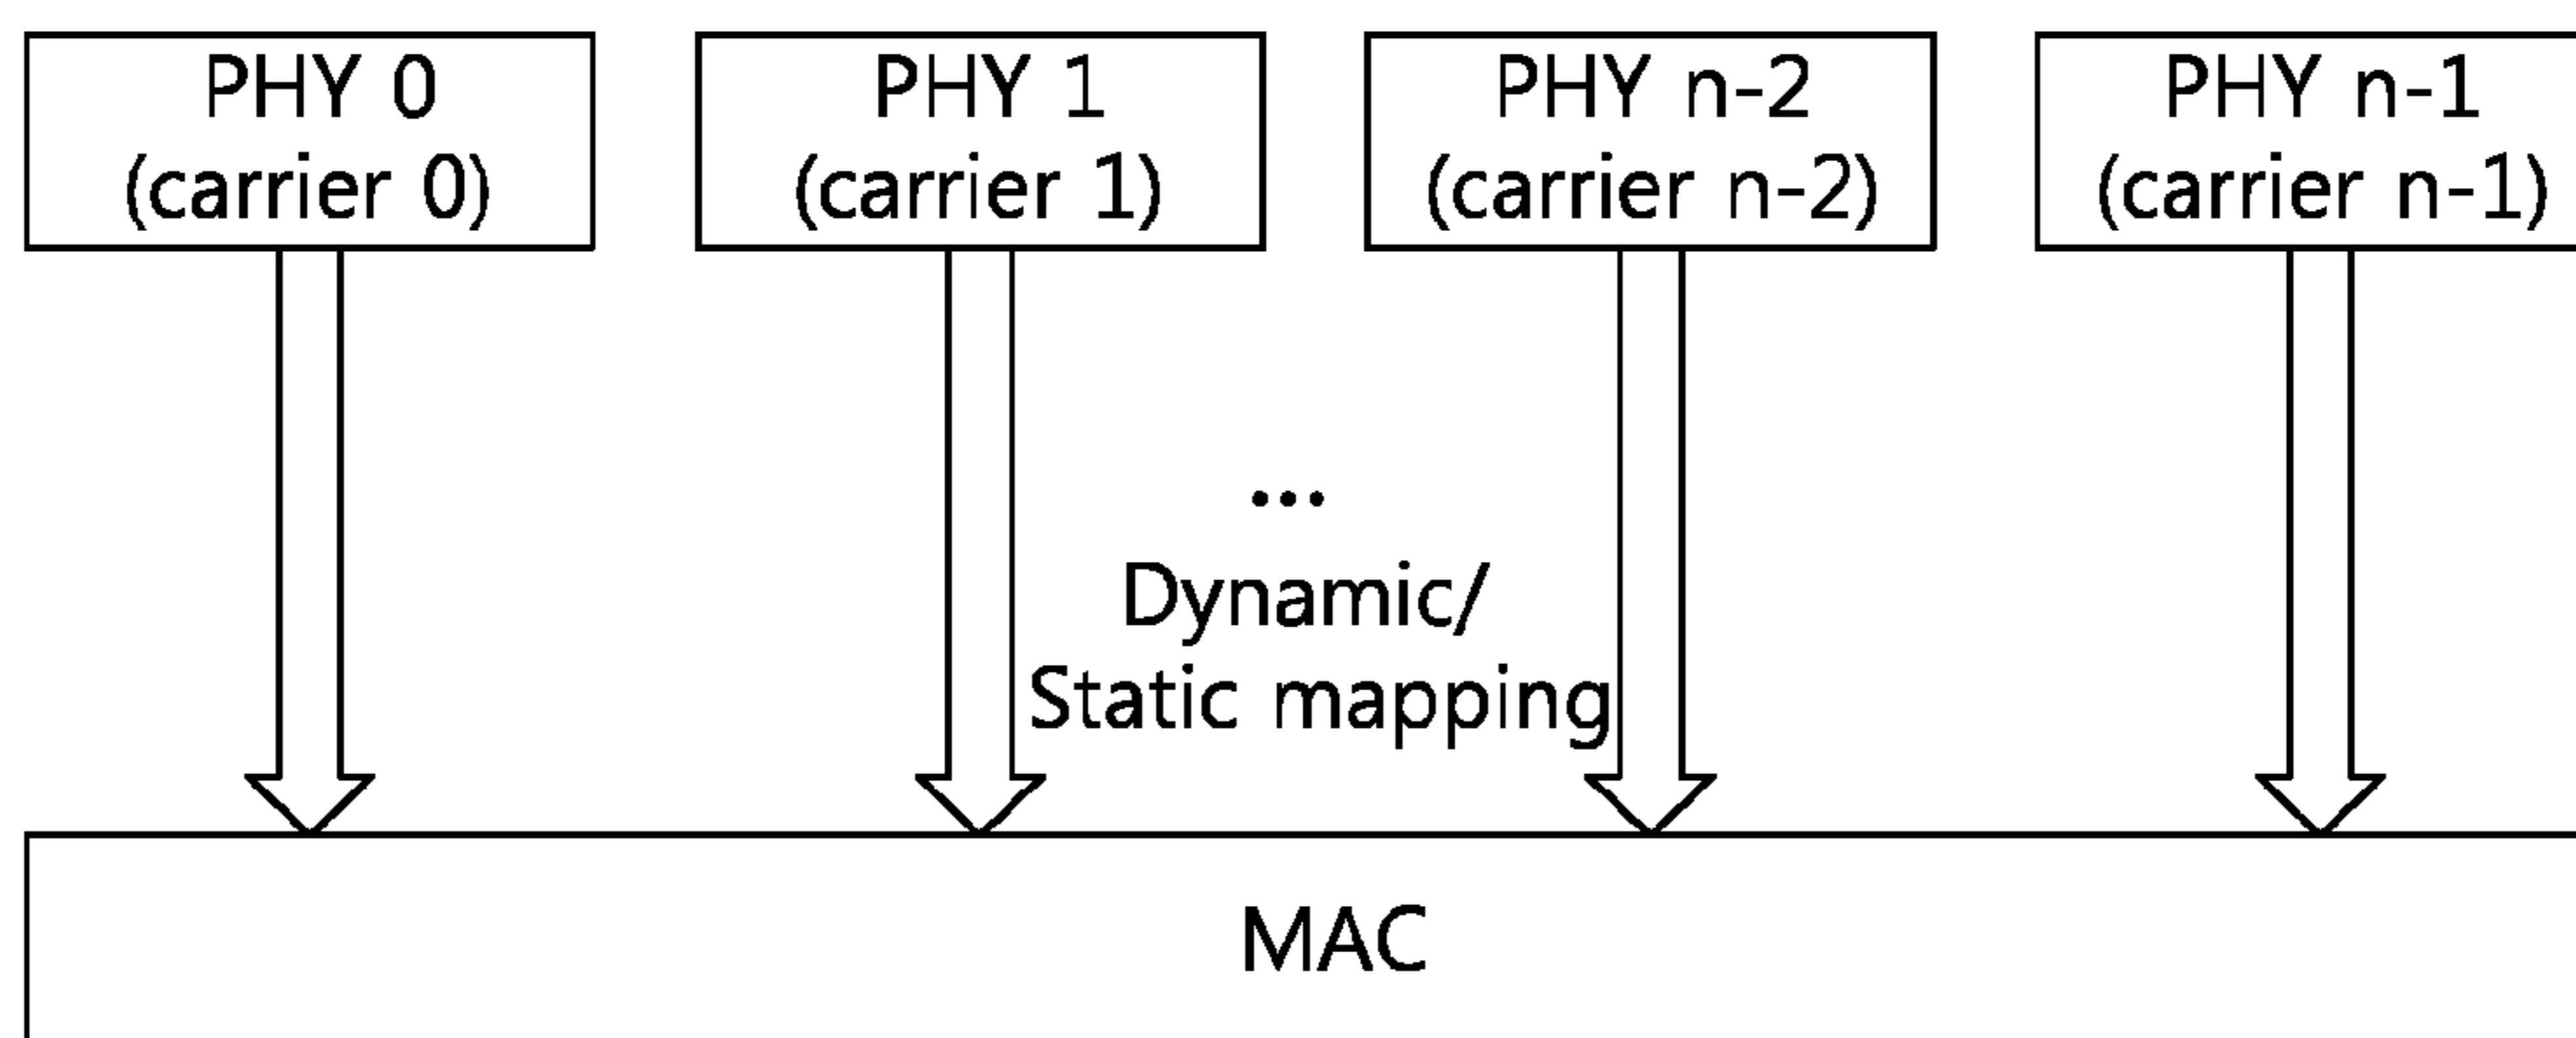 PHY 0
(carrier 0)
PHY 1
(carrier 1)
PHY n-2
(carrier n-2)
PHY n-1
(carrier n-1)
...
Dynamic/
Static mapping
MAC